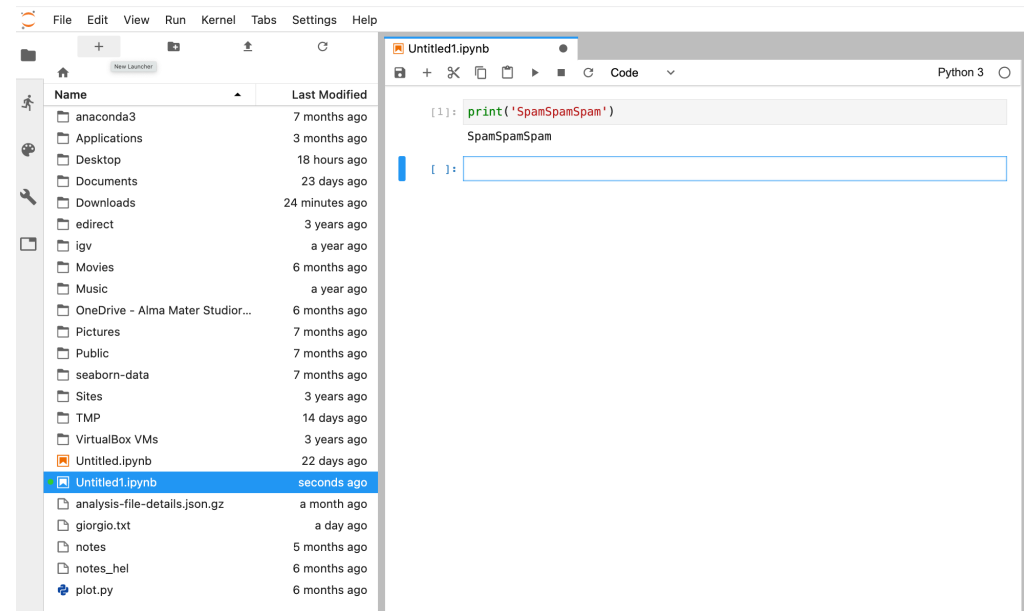 File Edit View Run Kernel Tabs Settings Help
New Launcher
Name Last Modified
anaconda3 7 months ago
Applications 3 months ago
Desktop 18 hours ago
Documents 23 days ago
Downloads 24 minutes ago
edirect 3 years ago
igv a year ago
Movies 6 months ago
Music a year ago
OneDrive - Alma Mater Studior... 6 months ago
Pictures 7 months ago
Public 7 months ago
seaborn-data 7 months ago
Sites 3 years ago
TMP 14 days ago
VirtualBox VMs 3 years ago
Untitled.ipynb 22 days ago
Untitled1.ipynb seconds ago
analysis-file-details.json.gz a month ago
giorgio.txt a day ago
notes 5 months ago
notes_hel 6 months ago
plot.py 6 months ago
Untitled1.ipynb
Code Python 3
[1]: print('SpamSpamSpam')
SpamSpamSpam
[ ]: